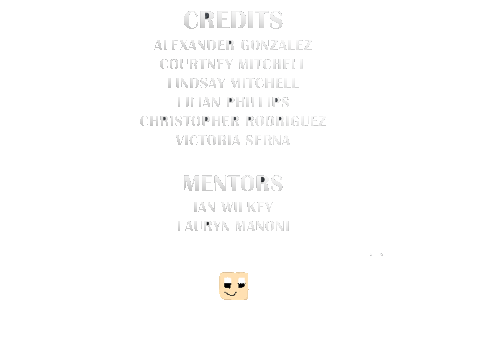 CREDITS
ALEXANDER GONZALEZ
COURTNEY MITCHELL
LINDSAY MITCHELL
LILIAN PHILLIPS
CHRISTOPHER RODRIGUEZ
VICTORIA SERNA
MENTORS
IAN WILKEY
LAURYN MANONI